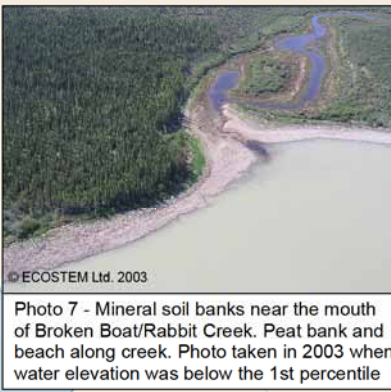 © ECOSTEM Ltd. 2003
Photo 7 - Mineral soil banks near the mouth
of Broken Boat/Rabbit Creek. Peat bank and
beach along creek. Photo taken in 2003 when
water elevation was below the 1st percentile